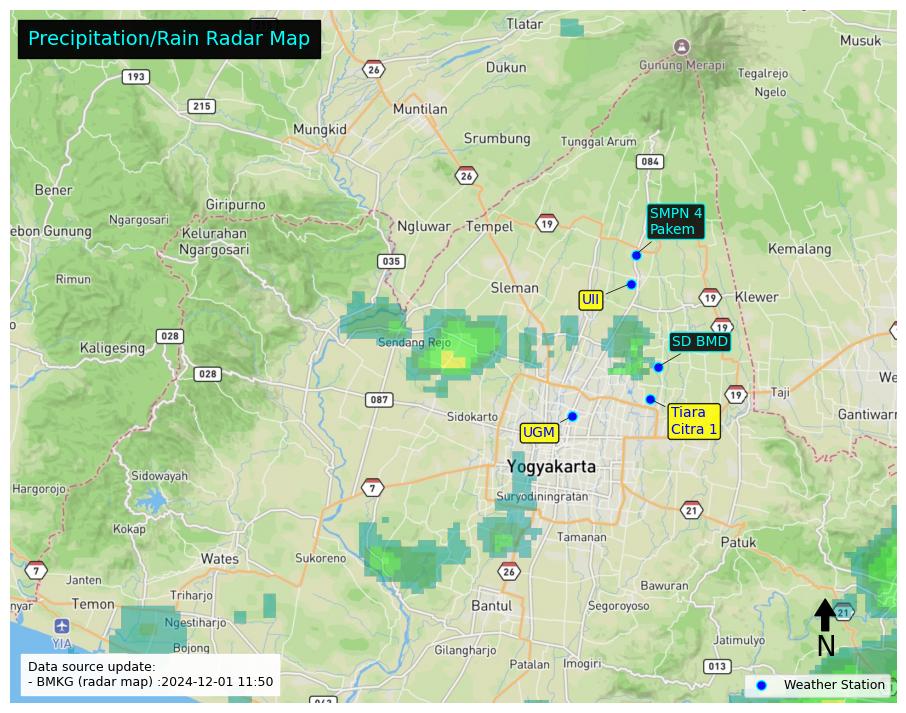 Precipitation/Rain Radar Map
Tlatar
Musuk
26
Gunung Merapi
193
Dukun
Tegalrejo
Ngelo
215
Muntilan
Mungkid
Srumbung
Tunggal Arum
084
26
Bener
Giripurno
SMPN 4
Pakem
Ngargosari
ebon Gunung
Kelurahan
Ngargosari
Ngluwar
Tempel
19
Kemalang
035
Rimun
Sleman
UII
19
Klewer
19
028
Kaligesing
Sendang Rejo
SD BMD
028
We
087
19
Taji
Sidokarto
Tiara
Citra 1
Gantiwarn
UGM
Yogyakarta
Sidowayah
Hargorojo
7
Suryodiningratan
21
Kokap
Tamanan
Patuk
Wates
Sukoreno
7
26
Janten
Bawuran
nyar
Temon
Triharjo
Bantul
Segoroyoso
21
Ngestiharjo
YIA
Jatimulyo
N
Bojong
Gilangharjo
Patalan
Imogiri
013
Data source update:
- BMKG (radar map) :2024-12-01 11:50
Weather Station